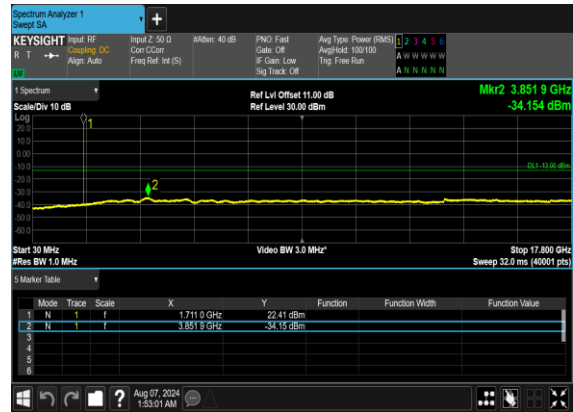 Spectrum Analyzer 1
Swept SA
+
KEYSIGHT Input: RF Input Z: 50 Ω #Atten: 40 dB PNO: Fast Avg Type: Power (RMS) 1 2 3 4 5 6
R T Coupling: DC Corr CCorr Gate: Off Avg|Hold: 100/100 A W W W W W
Align: Auto Freq Ref: Int (S) IF Gain: Low Trig: Free Run
LW Sig Track: Off A N N N N N
1 Spectrum Ref Lvl Offset 11.00 dB Mkr2 3.851 9 GHz
Scale/Div 10 dB Ref Level 30.00 dBm -34.154 dBm
Log
1
20.0
10.0
0.00
-10.0 DL1 -13.00 dBm
-20.0
2
-30.0
-40.0
-50.0
-60.0
Start 30 MHz Video BW 3.0 MHz* Stop 17.800 GHz
#Res BW 1.0 MHz Sweep 32.0 ms (40001 pts)
5 Marker Table
Mode Trace Scale X Y Function Function Width Function Value
1 N 1 f 1.711 0 GHz 22.41 dBm
2 N 1 f 3.851 9 GHz -34.15 dBm
3
4
5
6
? Aug 07, 2024
1:53:01 AM